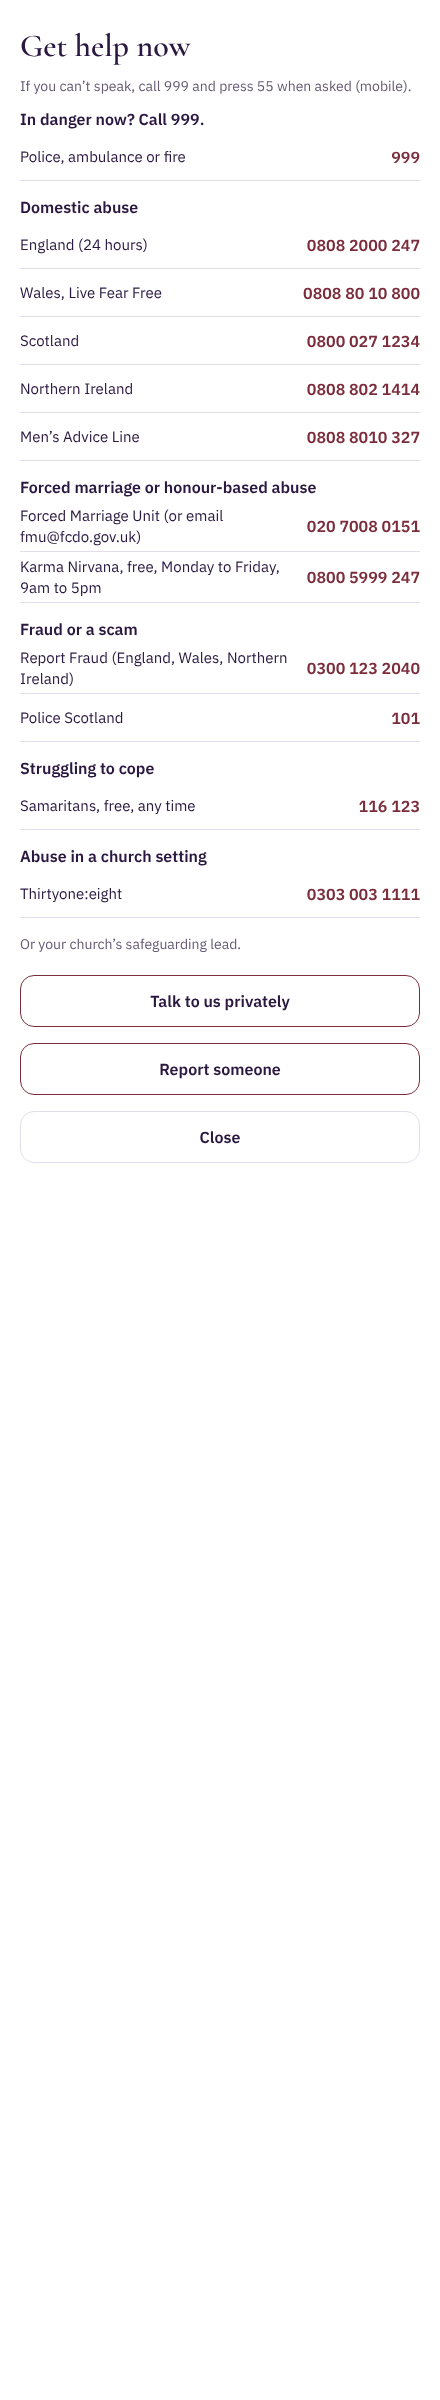 Get help now
If you can’t speak, call 999 and press 55 when asked (mobile).
In danger now? Call 999.
Police, ambulance or fire 999
Domestic abuse
England (24 hours) 0808 2000 247
Wales, Live Fear Free 0808 80 10 800
Scotland 0800 027 1234
Northern Ireland 0808 802 1414
Men’s Advice Line 0808 8010 327
Forced marriage or honour-based abuse
Forced Marriage Unit (or email
fmu@fcdo.gov.uk) 020 7008 0151
Karma Nirvana, free, Monday to Friday,
9am to 5pm 0800 5999 247
Fraud or a scam
Report Fraud (England, Wales, Northern
Ireland) 0300 123 2040
Police Scotland 101
Struggling to cope
Samaritans, free, any time 116 123
Abuse in a church setting
Thirtyone:eight 0303 003 1111
Or your church’s safeguarding lead.
Talk to us privately
Report someone
Close